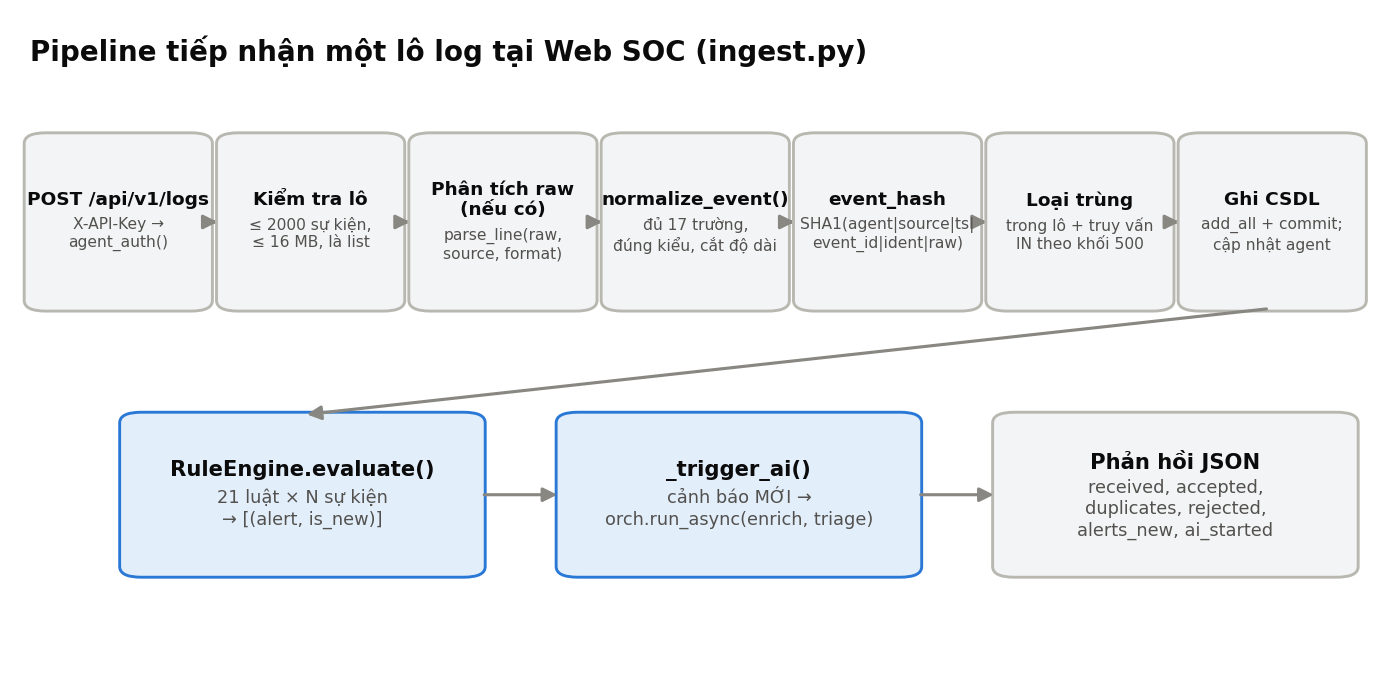 Pipeline tiếp nhận một lô log tại Web SOC (ingest.py)
POST /api/v1/logs
X-API-Key →
agent_auth()
Kiểm tra lô
≤ 2000 sự kiện,
≤ 16 MB, là list
Phân tích raw
(nếu có)
parse_line(raw,
source, format)
normalize_event()
đủ 17 trường,
đúng kiểu, cắt độ dài
event_hash
SHA1(agent|source|ts|
event_id|ident|raw)
Loại trùng
trong lô + truy vấn
IN theo khối 500
Ghi CSDL
add_all + commit;
cập nhật agent
RuleEngine.evaluate()
21 luật × N sự kiện
→ [(alert, is_new)]
_trigger_ai()
cảnh báo MỚI →
orch.run_async(enrich, triage)
Phản hồi JSON
received, accepted,
duplicates, rejected,
alerts_new, ai_started